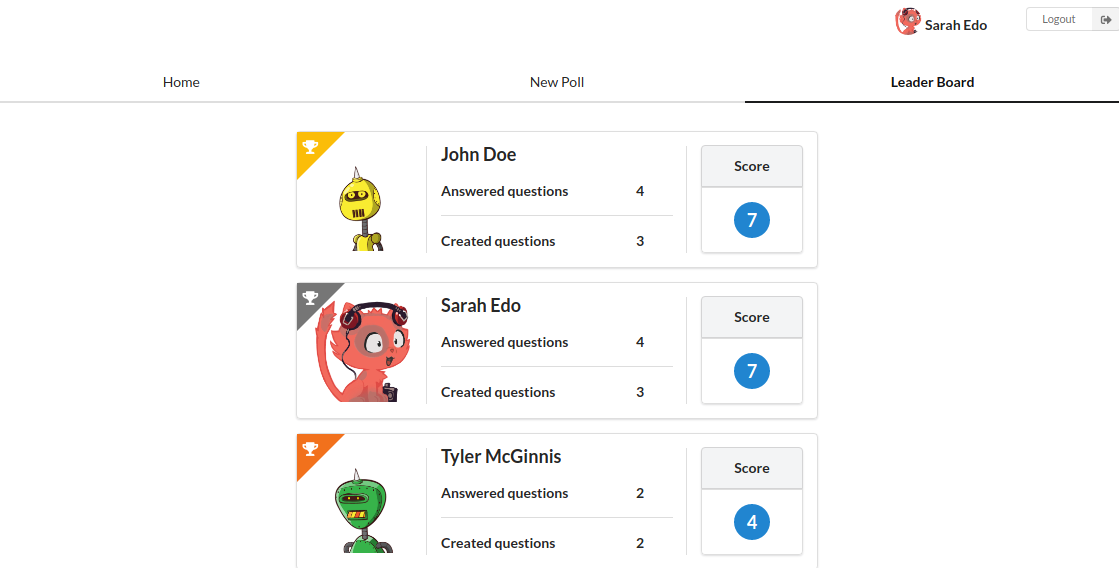 Sarah Edo
Logout
Home
New Poll
Leader Board
John Doe
Answered questions 4
Created questions 3
Score
7
Sarah Edo
Answered questions 4
Created questions 3
Score
7
Tyler McGinnis
Answered questions 2
Created questions 2
Score
4